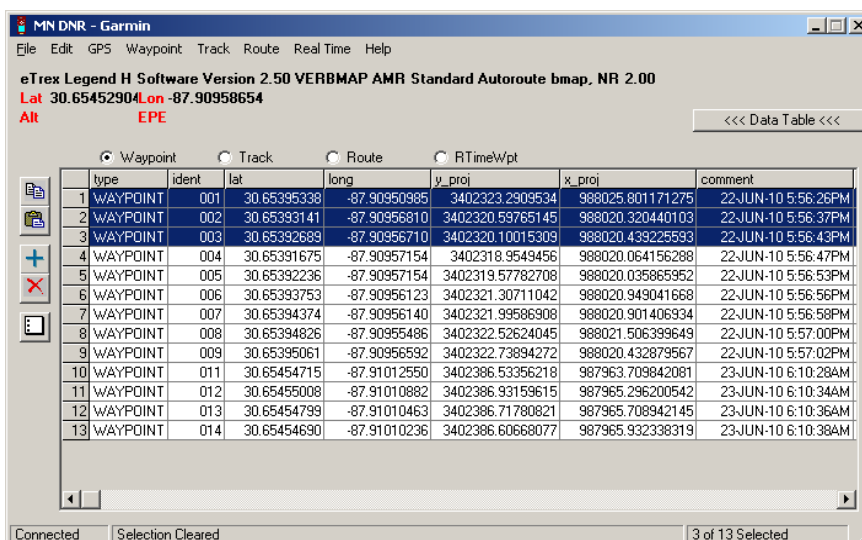 MN DNR - Garmin
File Edit GPS Waypoint Track Route Real Time Help
eTrex Legend H Software Version 2.50 VERBMAP AMR Standard Autoroute bmap, NR 2.00
Lat 30.65452904 Lon -87.90958654
Alt EPE
<<< Data Table <<<
Waypoint Track Route RTimeWpt
type ident lat long y_proj x_proj comment
1 WAYPOINT 001 30.65395338 -87.90950985 3402323.2909534 988025.801171275 22-JUN-10 5:56:26PM
2 WAYPOINT 002 30.65393141 -87.90956810 3402320.59765145 988020.320440103 22-JUN-10 5:56:37PM
3 WAYPOINT 003 30.65392689 -87.90956710 3402320.10015309 988020.439225593 22-JUN-10 5:56:43PM
4 WAYPOINT 004 30.65391675 -87.90957154 3402318.9549456 988020.064156288 22-JUN-10 5:56:47PM
5 WAYPOINT 005 30.65392236 -87.90957154 3402319.57782708 988020.035865952 22-JUN-10 5:56:53PM
6 WAYPOINT 006 30.65393753 -87.90956123 3402321.30711042 988020.949041668 22-JUN-10 5:56:56PM
7 WAYPOINT 007 30.65394374 -87.90956140 3402321.99586908 988020.901406934 22-JUN-10 5:56:58PM
8 WAYPOINT 008 30.65394826 -87.90955486 3402322.52624045 988021.506399649 22-JUN-10 5:57:00PM
9 WAYPOINT 009 30.65395061 -87.90956592 3402322.73894272 988020.432879567 22-JUN-10 5:57:02PM
10 WAYPOINT 011 30.65454715 -87.91012550 3402386.53356218 987963.709842081 23-JUN-10 6:10:28AM
11 WAYPOINT 012 30.65455008 -87.91010882 3402386.93159615 987965.296200542 23-JUN-10 6:10:34AM
12 WAYPOINT 013 30.65454799 -87.91010463 3402386.71780821 987965.708942145 23-JUN-10 6:10:36AM
13 WAYPOINT 014 30.65454690 -87.91010236 3402386.60668077 987965.932338319 23-JUN-10 6:10:38AM
Connected Selection Cleared 3 of 13 Selected